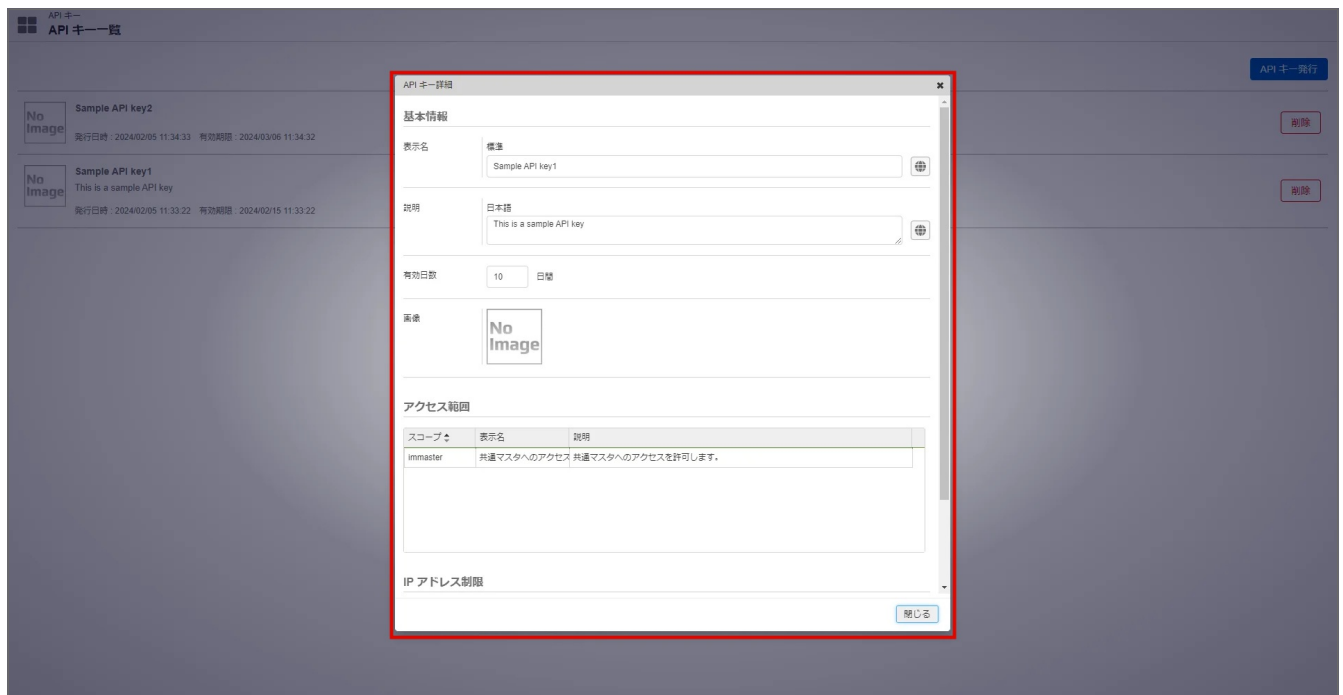 API キー
API キー一覧
API キー発行
No Image
Sample API key2
発行日時 : 2024/02/05 11:34:33 有効期限 : 2024/03/06 11:34:32
削除
No Image
Sample API key1
This is a sample API key
発行日時 : 2024/02/05 11:33:22 有効期限 : 2024/02/15 11:33:22
削除
API キー詳細
基本情報
表示名 標準
Sample API key1
説明 日本語
This is a sample API key
有効日数 10 日間
画像
No
Image
アクセス範囲
スコープ 表示名 説明
immaster 共通マスタへのアクセス 共通マスタへのアクセスを許可します。
IP アドレス制限
閉じる